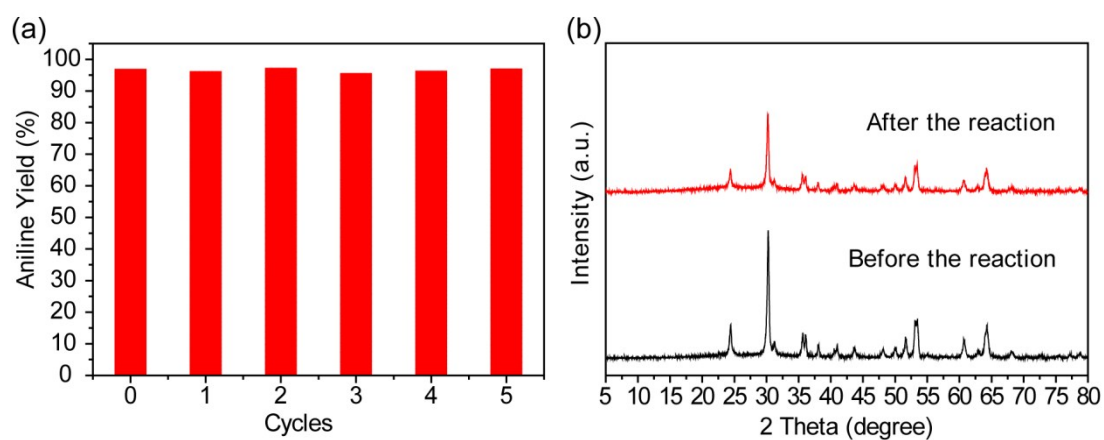 (a)
Aniline Yield (%)
100
90
80
70
60
50
40
30
20
10
0
0 1 2 3 4 5
Cycles
(b)
Intensity (a.u.)
After the reaction
Before the reaction
5 10 15 20 25 30 35 40 45 50 55 60 65 70 75 80
2 Theta (degree)